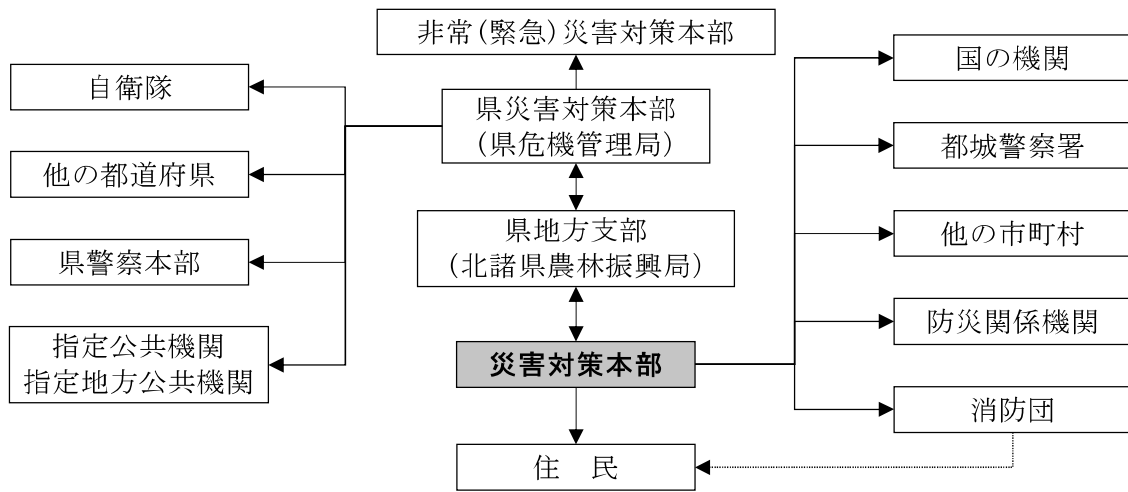 非常(緊急)災害対策本部
国の機関
自衛隊
県災害対策本部
(県危機管理局)
都城警察署
他の都道府県
県地方支部
(北諸県農林振興局)
他の市町村
県警察本部
防災関係機関
指定公共機関
指定地方公共機関
災害対策本部
消防団
住 民